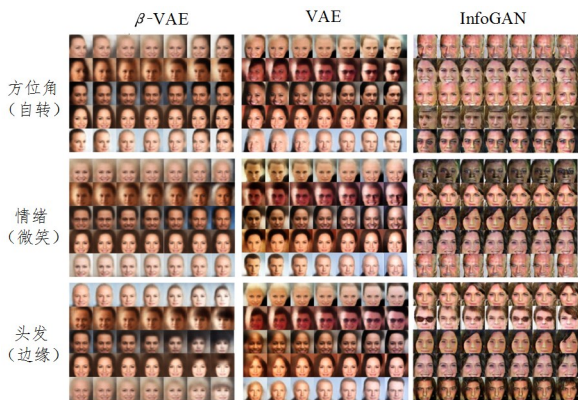 β-VAE VAE InfoGAN
方位角
（自转）
情绪
（微笑）
头发
（边缘）